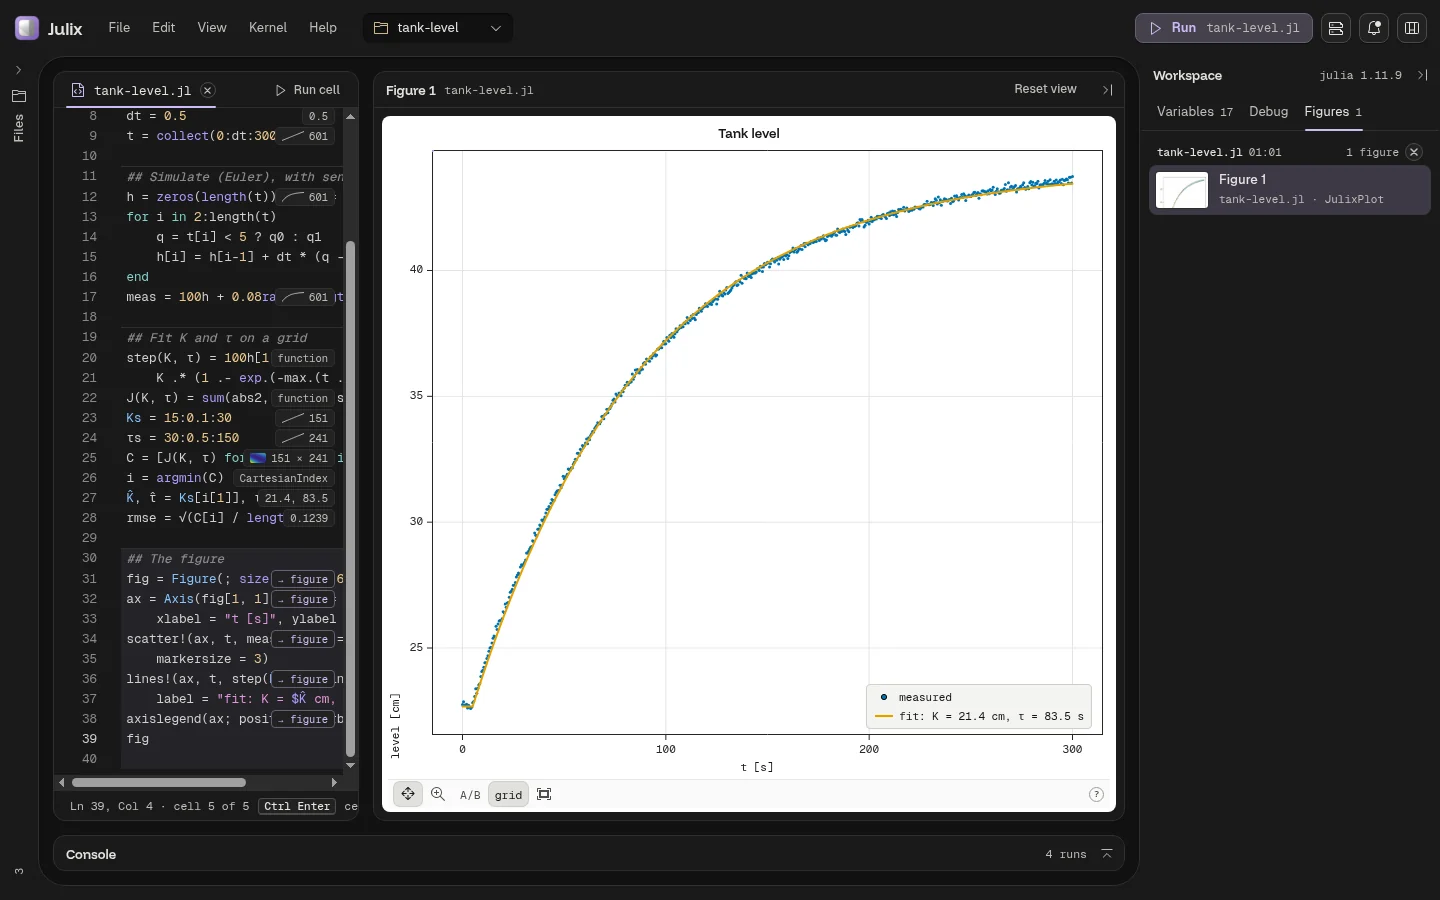 Julix File Edit View Kernel Help tank-level Run tank-level.jl
Files
3
tank-level.jl Run cell
8 dt = 0.5 0.5
9 t = collect(0:dt:300 601
10
11 ## Simulate (Euler), with sen
12 h = zeros(length(t)) 601
13 for i in 2:length(t)
14 q = t[i] < 5 ? q0 : q1
15 h[i] = h[i-1] + dt * (q -
16 end
17 meas = 100h + 0.08ra 601
18
19 ## Fit K and τ on a grid
20 step(K, τ) = 100h[1 function
21 K .* (1 .- exp.(-max.(t .
22 J(K, τ) = sum(abs2, function s
23 Ks = 15:0.1:30 151
24 τs = 30:0.5:150 241
25 C = [J(K, τ) for 151 × 241 i
26 i = argmin(C) CartesianIndex
27 K̂, τ̂ = Ks[i[1]], τ 21.4, 83.5
28 rmse = √(C[i] / lengt 0.1239
29
30 ## The figure
31 fig = Figure(; size → figure 6
32 ax = Axis(fig[1, 1] → figure
33 xlabel = "t [s]", ylabel
34 scatter!(ax, t, meas → figure =
35 markersize = 3)
36 lines!(ax, t, step( → figure n
37 label = "fit: K = $K̂ cm,
38 axislegend(ax; posit → figure b
39 fig
40
Ln 39, Col 4 · cell 5 of 5 Ctrl Enter ce
Figure 1 tank-level.jl Reset view
Tank level
40
35
30
25
level [cm]
0 100 200 300
t [s]
measured
fit: K = 21.4 cm, τ = 83.5 s
A/B grid ?
Console 4 runs
Workspace julia 1.11.9
Variables 17 Debug Figures 1
tank-level.jl 01:01 1 figure
Figure 1
tank-level.jl · JulixPlot